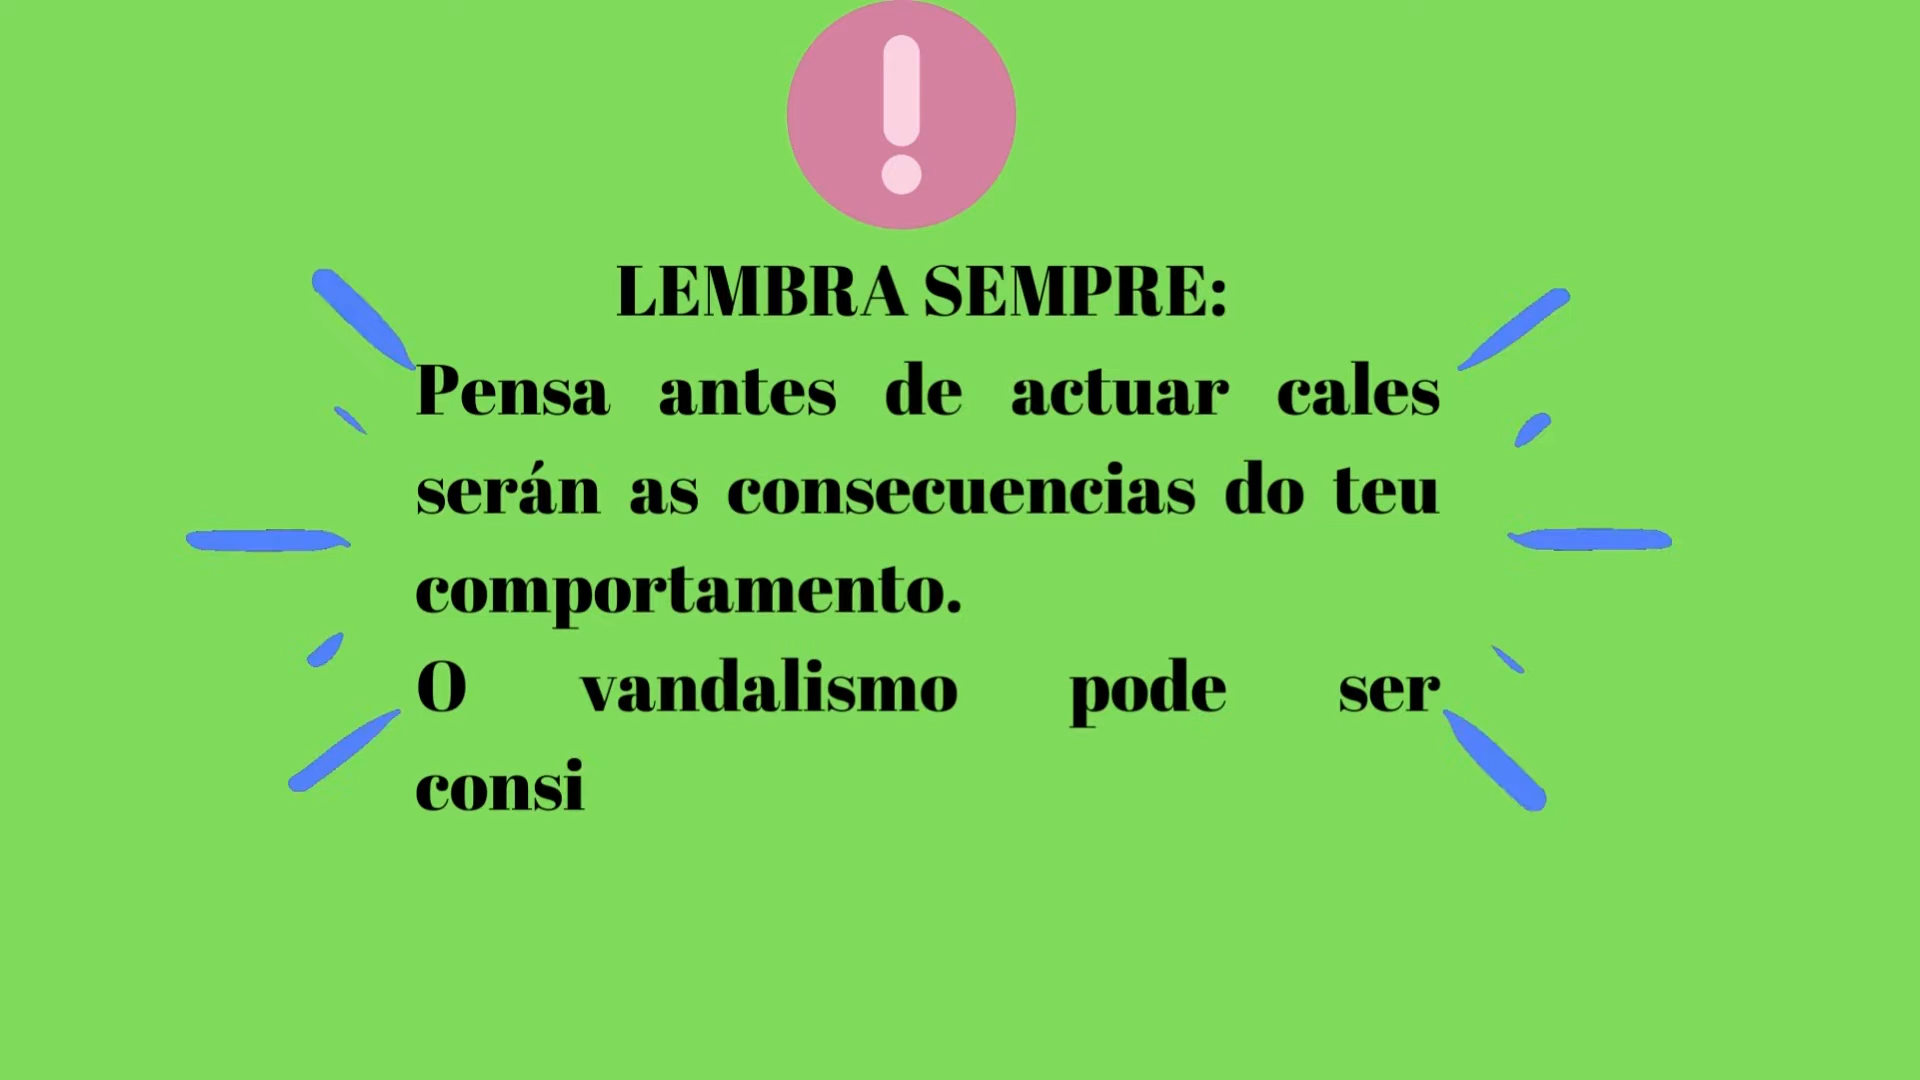 LEMBRA SEMPRE:
Pensa antes de actuar cales
serán as consecuencias do teu
comportamento.
O vandalismo pode ser
consi